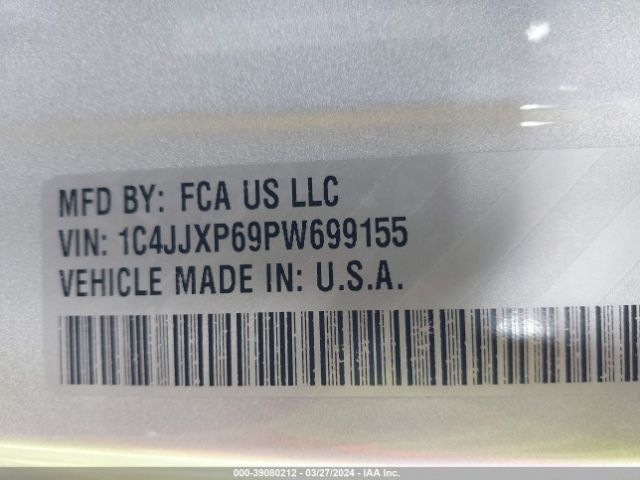 MFD BY: FCA US LLC
VIN: 1C4JJXP69PW699155
VEHICLE MADE IN: U.S.A.
000-39080212 - 03/27/2024 - IAA Inc.